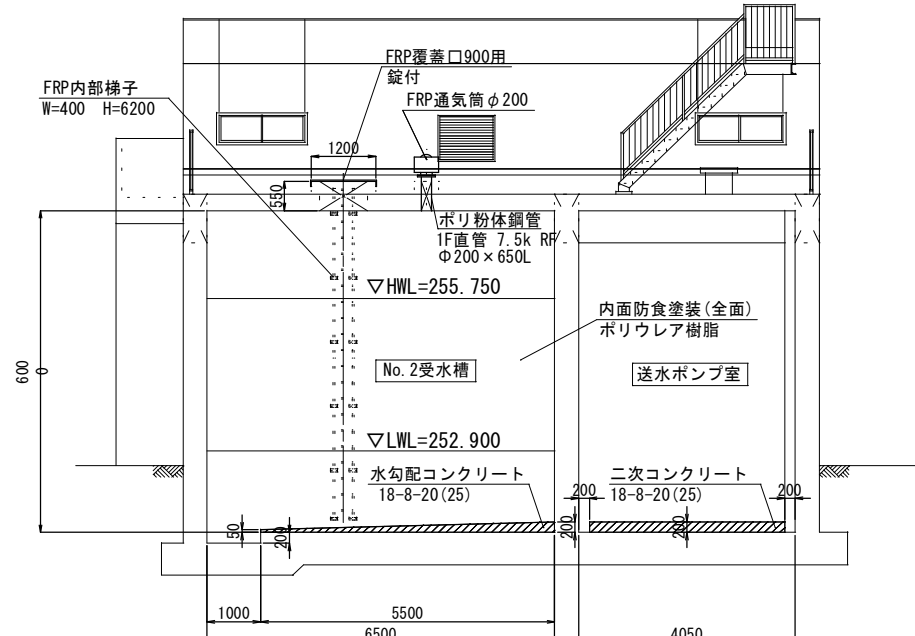 FRP覆蓋口900用
錠付
FRP内部梯子
W=400 H=6200
FRP通気筒φ200
1200
550
ポリ粉体鋼管
1F直管 7.5k RF
Φ200×650L
▽HWL=255.750
内面防食塗装(全面)
ポリウレア樹脂
6000
No.2受水槽
送水ポンプ室
▽LWL=252.900
水勾配コンクリート
18-8-20(25)
二次コンクリート
18-8-20(25)
200
200
50
200
200
200
1000
5500
6500
4050